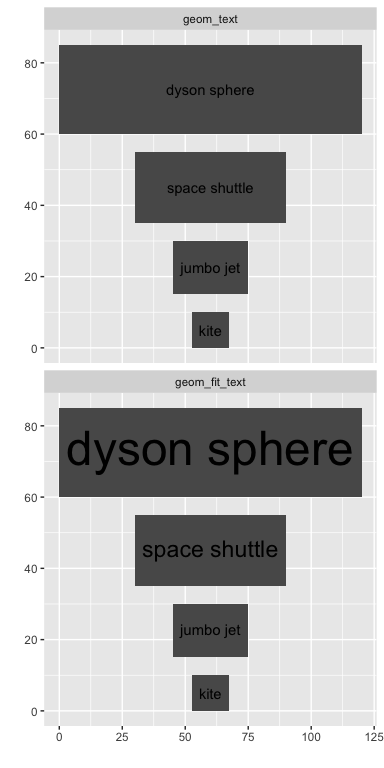 geom_text
80
dyson sphere
60
space shuttle
40
20
jumbo jet
kite
0
geom_fit_text
80
dyson sphere
60
space shuttle
40
jumbo jet
20
kite
0
0 25 50 75 100 125